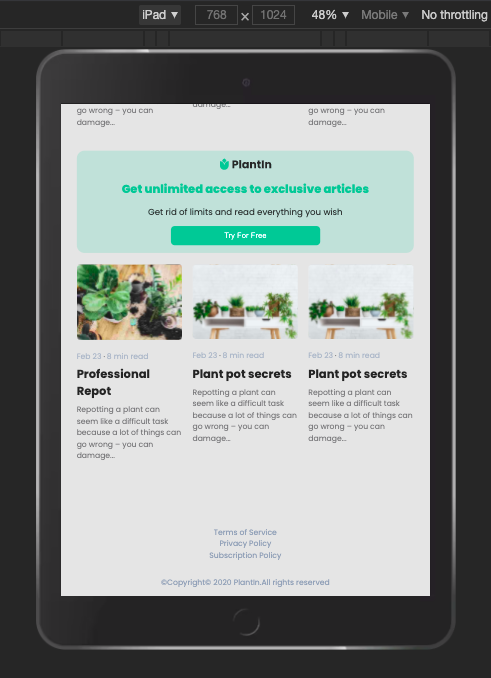 iPad ▼ 768 × 1024 48% ▼ Mobile ▼ No throttling
damage...
go wrong – you can
damage...
go wrong – you can
damage...
PlantIn
Get unlimited access to exclusive articles
Get rid of limits and read everything you wish
Try For Free
Feb 23 · 8 min read
Professional
Repot
Repotting a plant can
seem like a difficult task
because a lot of things can
go wrong – you can
damage...
Feb 23 · 8 min read
Plant pot secrets
Repotting a plant can
seem like a difficult task
because a lot of things can
go wrong – you can
damage...
Feb 23 · 8 min read
Plant pot secrets
Repotting a plant can
seem like a difficult task
because a lot of things can
go wrong – you can
damage...
Terms of Service
Privacy Policy
Subscription Policy
©Copyright© 2020 PlantIn.All rights reserved